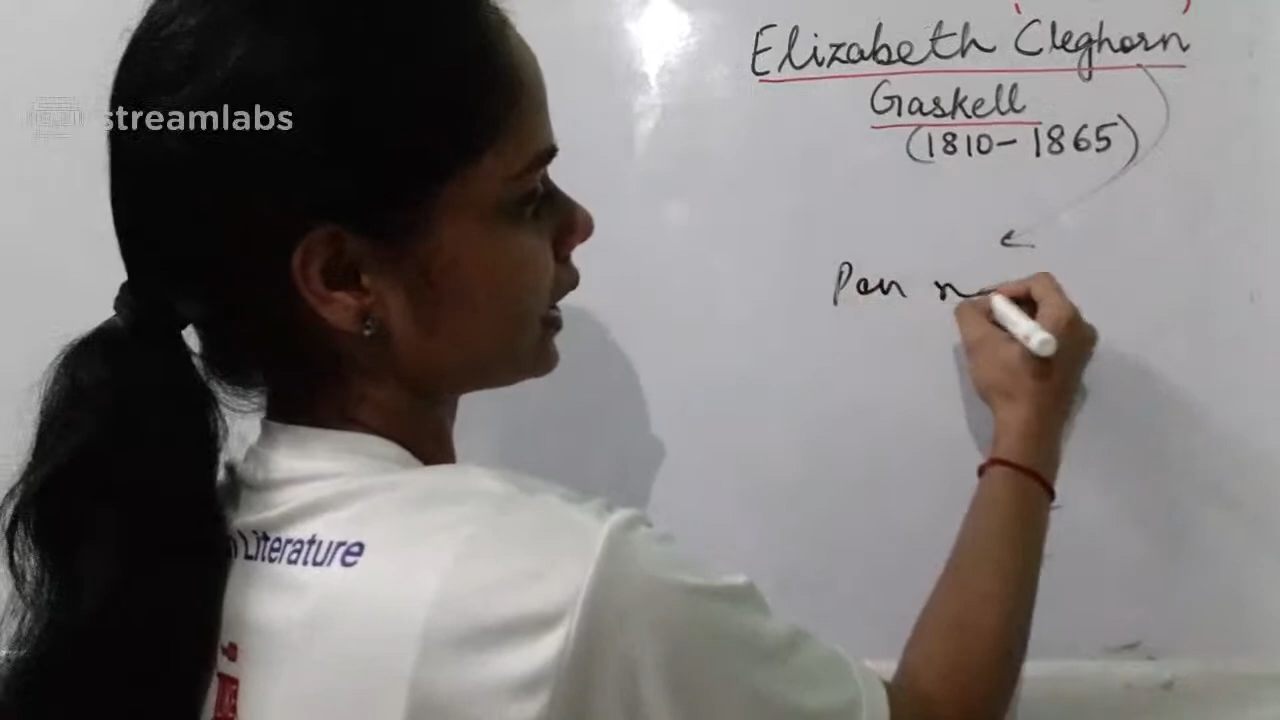 streamlabs
Elizabeth Cleghorn
Gaskell
(1810-1865)
Pen
Literature